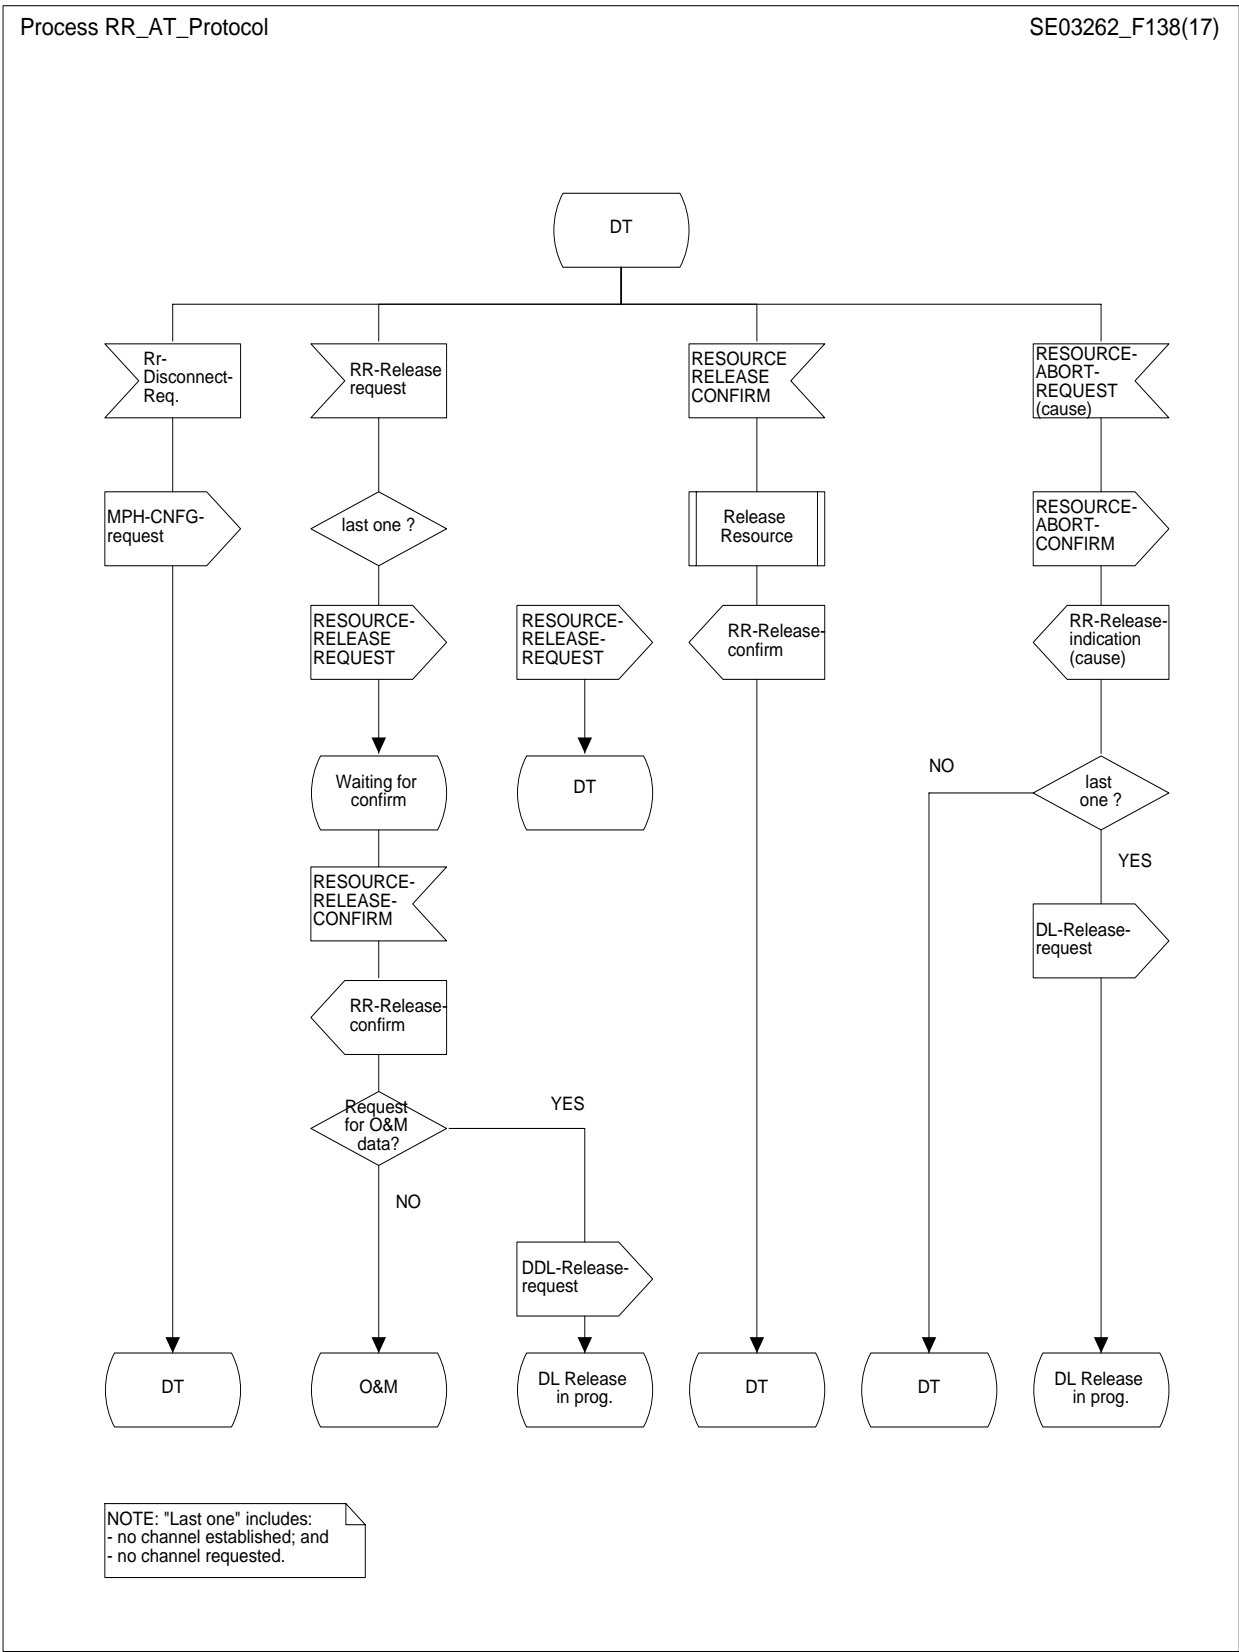 Process RR_AT_Protocol
SE03262_F138(17)
DT
Rr-
Disconnect-
Req.
RR-Release
request
RESOURCE
RELEASE
CONFIRM
RESOURCE-
ABORT-
REQUEST
(cause)
MPH-CNFG-
request
last one ?
Release
Resource
RESOURCE-
ABORT-
CONFIRM
RESOURCE-
RELEASE
REQUEST
RESOURCE-
RELEASE-
REQUEST
RR-Release-
confirm
RR-Release-
indication
(cause)
Waiting for
confirm
DT
NO
last
one ?
YES
RESOURCE-
RELEASE-
CONFIRM
DL-Release-
request
RR-Release-
confirm
Request
for O&M
data?
YES
NO
DDL-Release-
request
DT
O&M
DL Release
in prog.
DT
DT
DL Release
in prog.
NOTE: "Last one" includes:
- no channel established; and
- no channel requested.